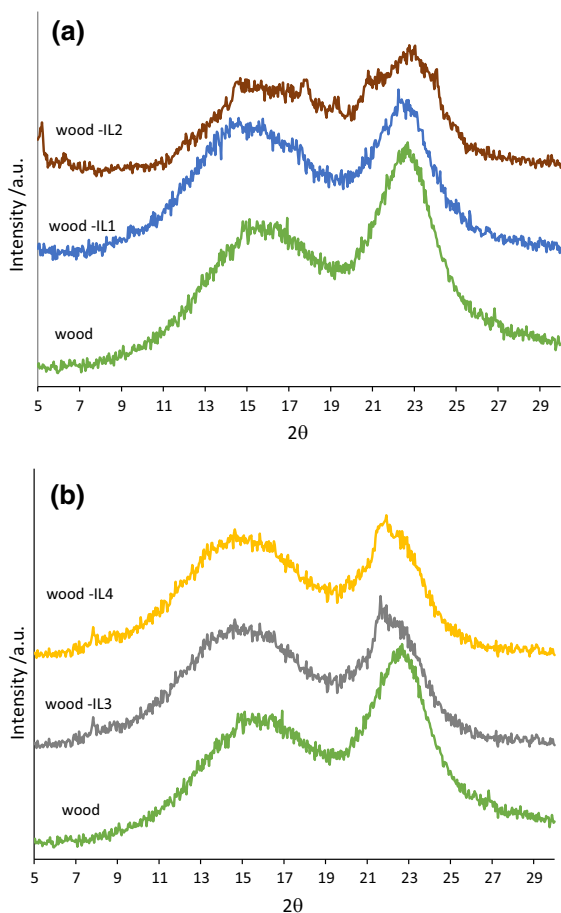 (a)
wood -IL2
wood -IL1
wood
Intensity /a.u.
5 7 9 11 13 15 17 19 21 23 25 27 29
2θ
(b)
wood -IL4
wood -IL3
wood
Intensity /a.u.
5 7 9 11 13 15 17 19 21 23 25 27 29
2θ